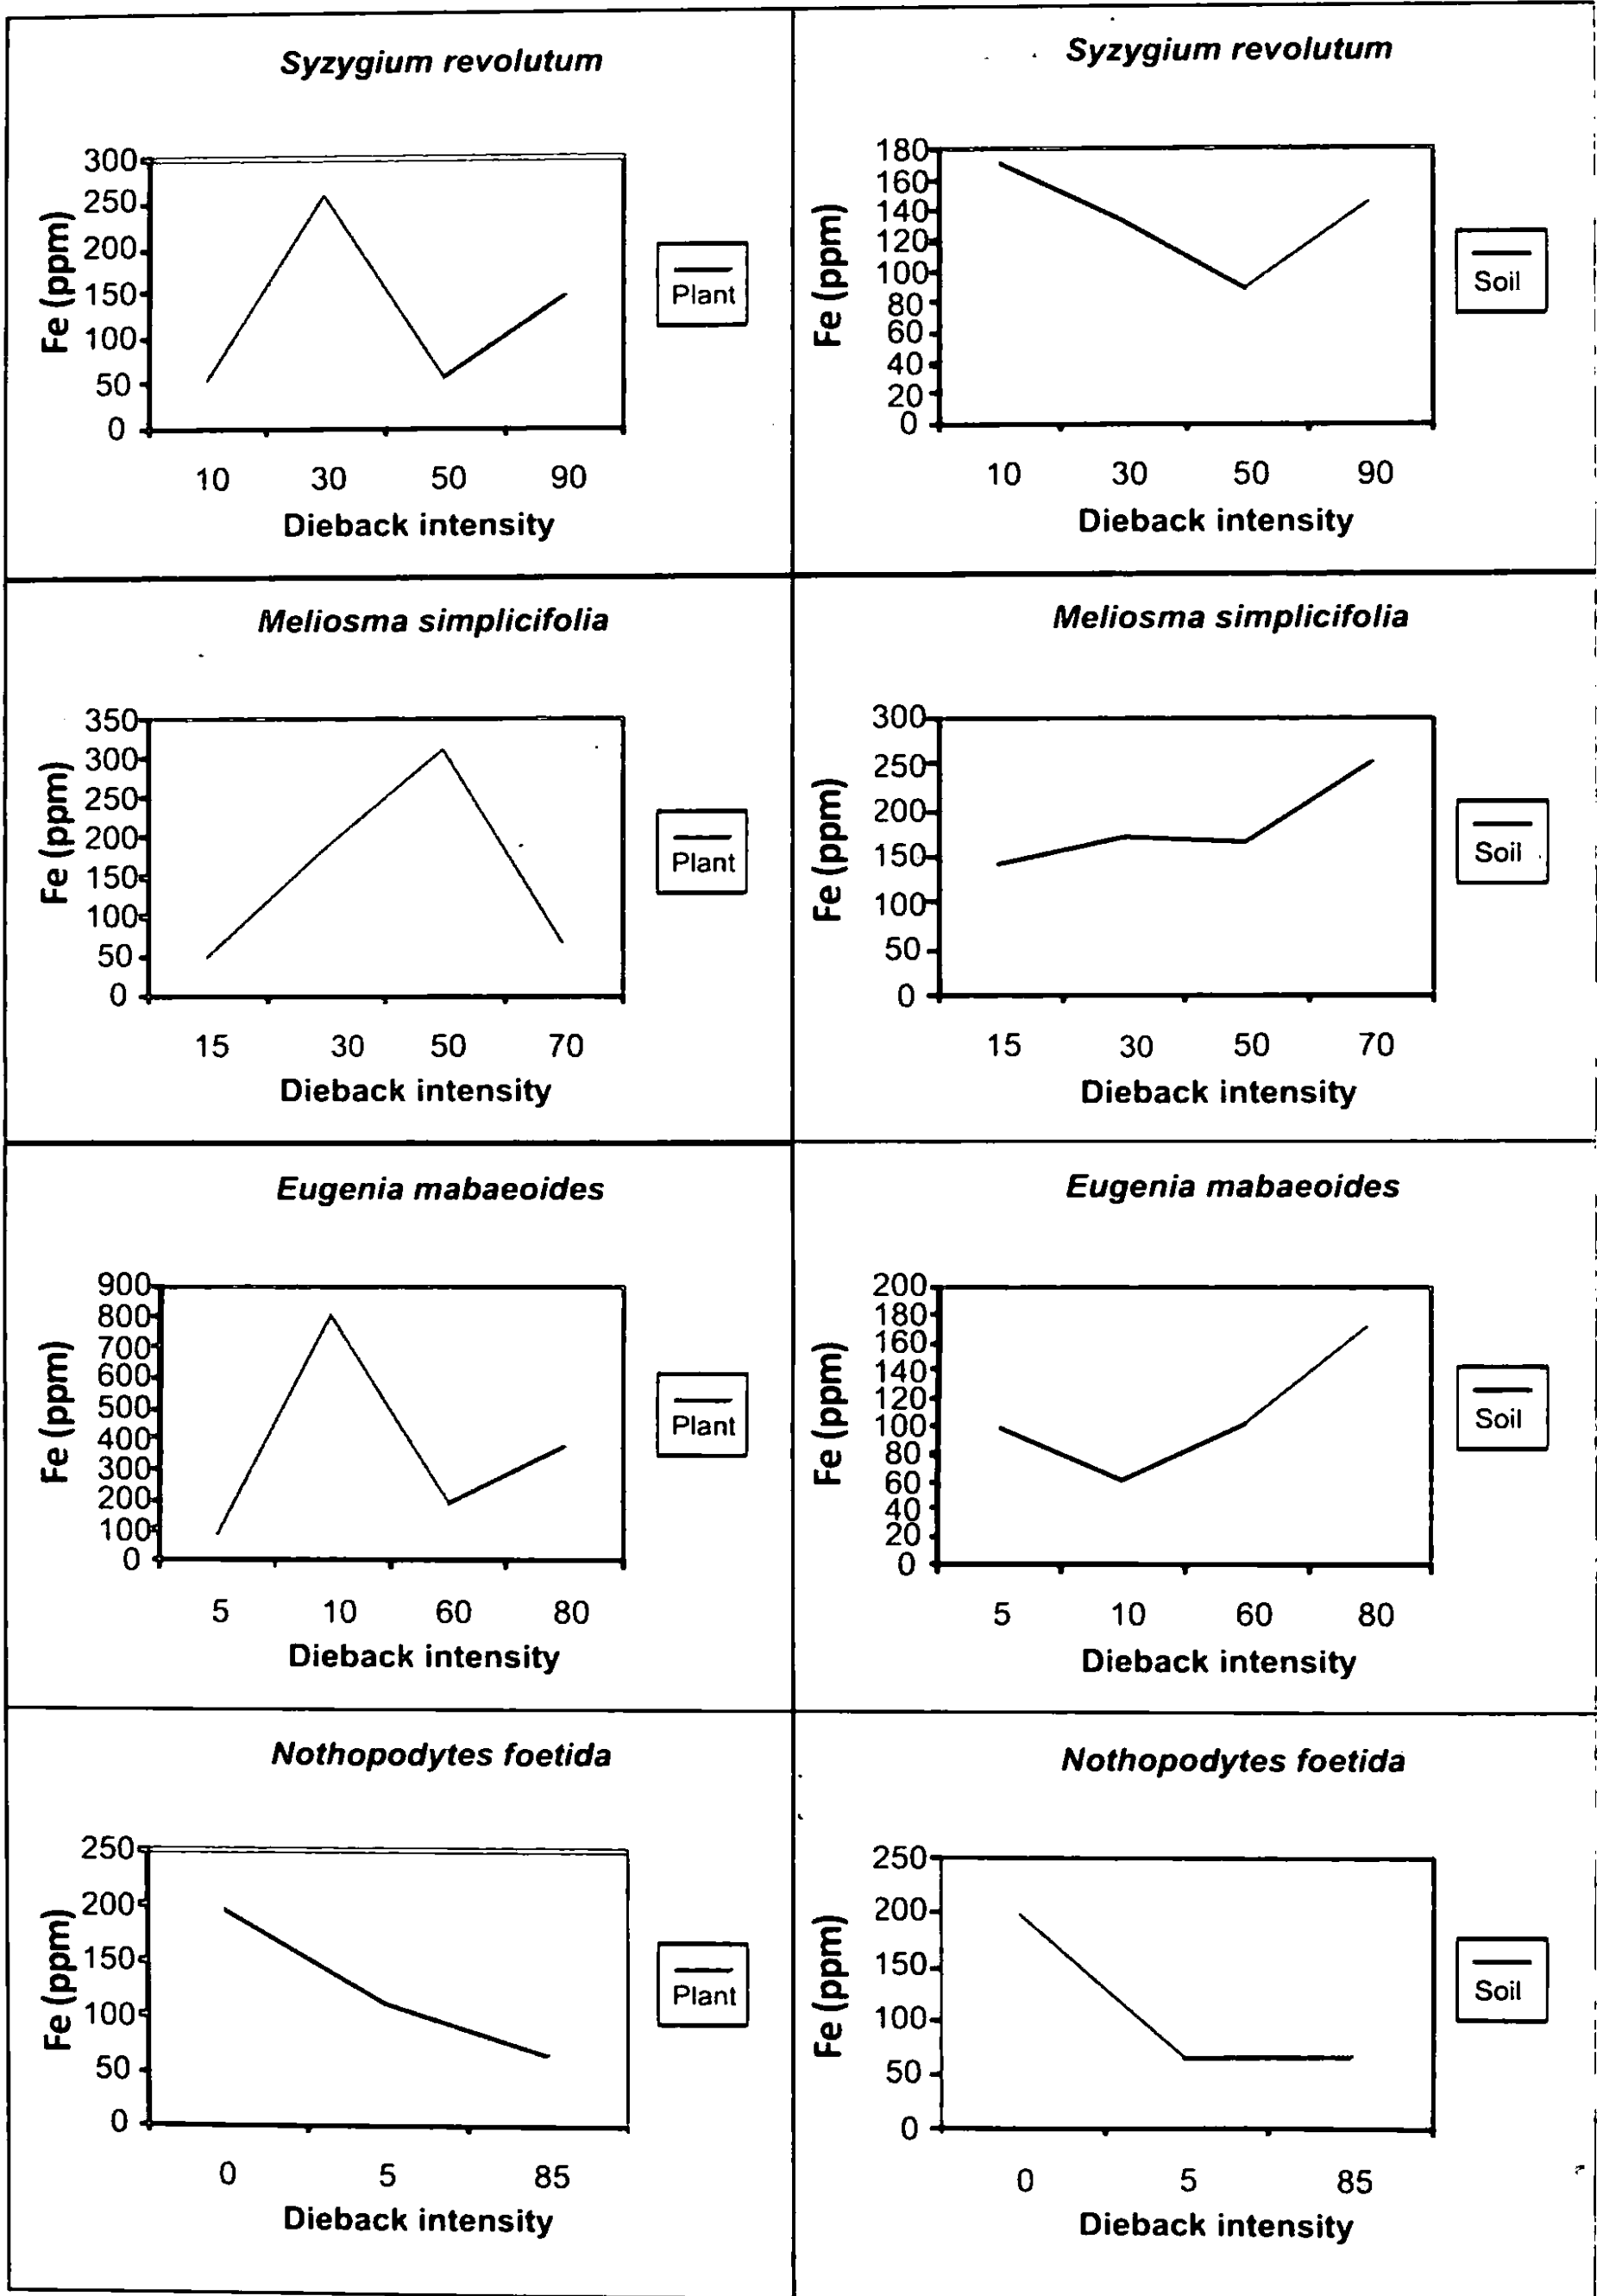 Syzygium revolutum
300
250
200
150
100
50
0
Fe (ppm)
10 30 50 90
Dieback intensity
Plant
Syzygium revolutum
180
160
140
120
100
80
60
40
20
0
Fe (ppm)
10 30 50 90
Dieback intensity
Soil
Meliosma simplicifolia
350
300
250
200
150
100
50
0
Fe (ppm)
15 30 50 70
Dieback intensity
Plant
Meliosma simplicifolia
300
250
200
150
100
50
0
Fe (ppm)
15 30 50 70
Dieback intensity
Soil
Eugenia mabaeoides
900
800
700
600
500
400
300
200
100
0
Fe (ppm)
5 10 60 80
Dieback intensity
Plant
Eugenia mabaeoides
200
180
160
140
120
100
80
60
40
20
0
Fe (ppm)
5 10 60 80
Dieback intensity
Soil
Nothopodytes foetida
250
200
150
100
50
0
Fe (ppm)
0 5 85
Dieback intensity
Plant
Nothopodytes foetida
250
200
150
100
50
0
Fe (ppm)
0 5 85
Dieback intensity
Soil